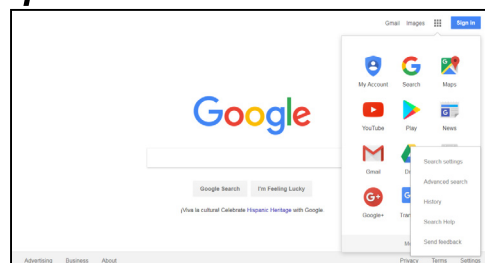 Gmail Images Sign in
My Account Search Maps
Google
YouTube Play News
Gmail
Search settings
Google Search I'm Feeling Lucky
Advanced search
Google+
History
¡Viva la cultura! Celebrate Hispanic Heritage with Google.
Search Help
Send feedback
Advertising Business About Privacy Terms Settings